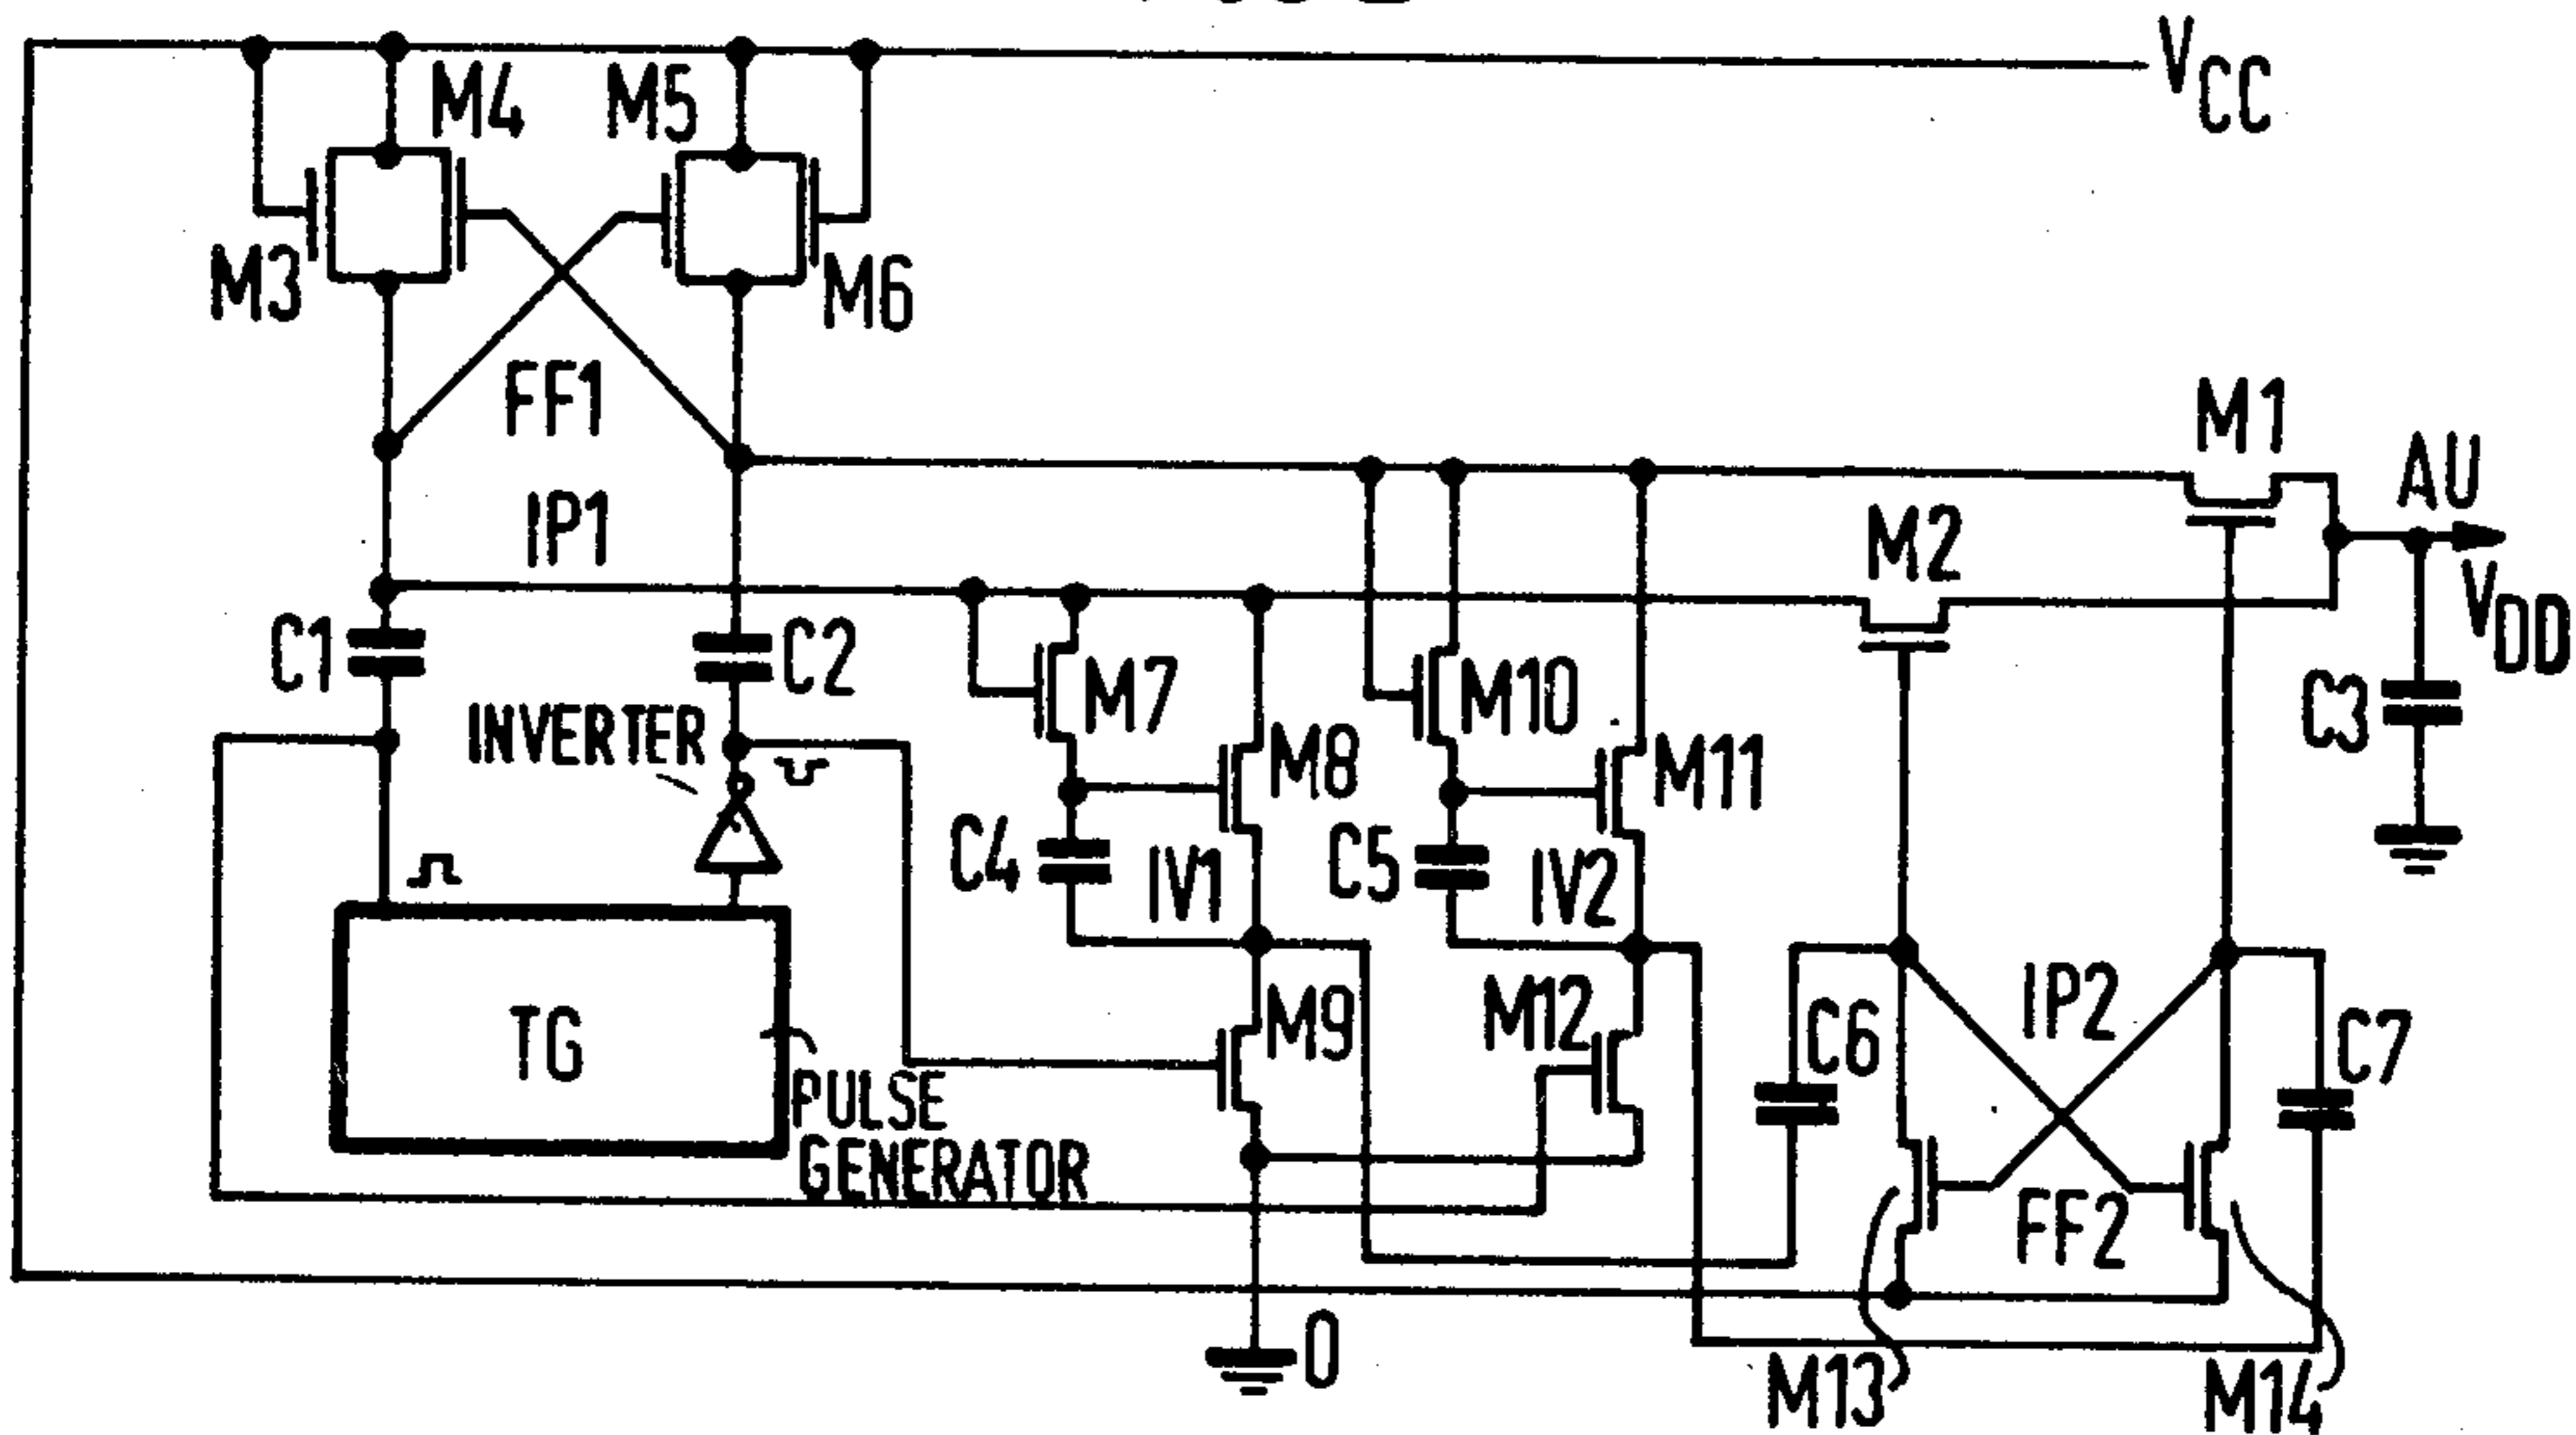 VCC
M4
M5
M3
M6
FF1
M1
AU
IP1
M2
VDD
C1
C2
M7
M10
C3
INVERTER
M8
M11
C4
IV1
C5
IV2
IP2
M9
M12
C6
C7
TG
PULSE
GENERATOR
FF2
0
M13
M14